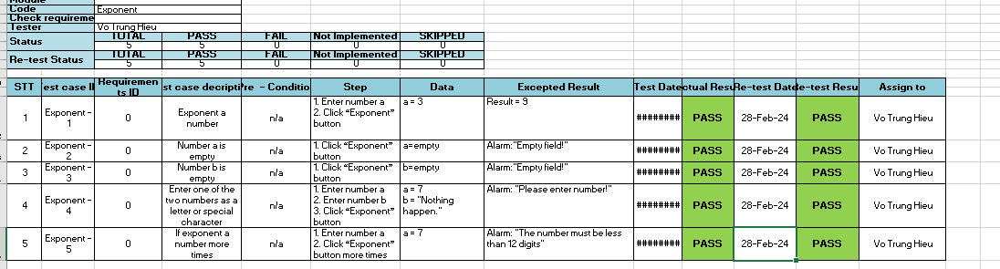 Module
Code Exponent
Check requireme
Tester Vo Trung Hieu
Status TOTAL PASS FAIL Not Implemented SKIPPED
5 5 0 0 0
Re-test Status TOTAL PASS FAIL Not Implemented SKIPPED
5 5 0 0 0
STT est case I Requiremen ts ID st case decripti re - Conditio Step Data Excepted Result Test Date ctual Resu Re-test Date e-test Resu Assign to
1 Exponent - 1 0 Exponent a number n/a 1. Enter number a a = 3 Result = 9 ######## PASS 28-Feb-24 PASS Vo Trung Hieu
2. Click "Exponent"
button
2 Exponent - 2 0 Number a is empty n/a 1. Click "Exponent" button a=empty Alarm:"Empty field!" ######## PASS 28-Feb-24 PASS Vo Trung Hieu
3 Exponent - 3 0 Number b is empty n/a 1. Click "Exponent" button b=empty Alarm:"Empty field!" ######## PASS 28-Feb-24 PASS Vo Trung Hieu
4 Exponent - 4 0 Enter one of the two numbers as a letter or special character n/a 1. Enter number a 2. Enter number b 3. Click "Exponent" button a = 7 b = "Nothing happen." Alarm: "Please enter number!" ######## PASS 28-Feb-24 PASS Vo Trung Hieu
5 Exponent - 5 0 If exponent a number more times n/a 1. Enter number a 2. Click "Exponent" button more times a = 7 Alarm: "The number must be less than 12 digits" ######## PASS 28-Feb-24 PASS Vo Trung Hieu